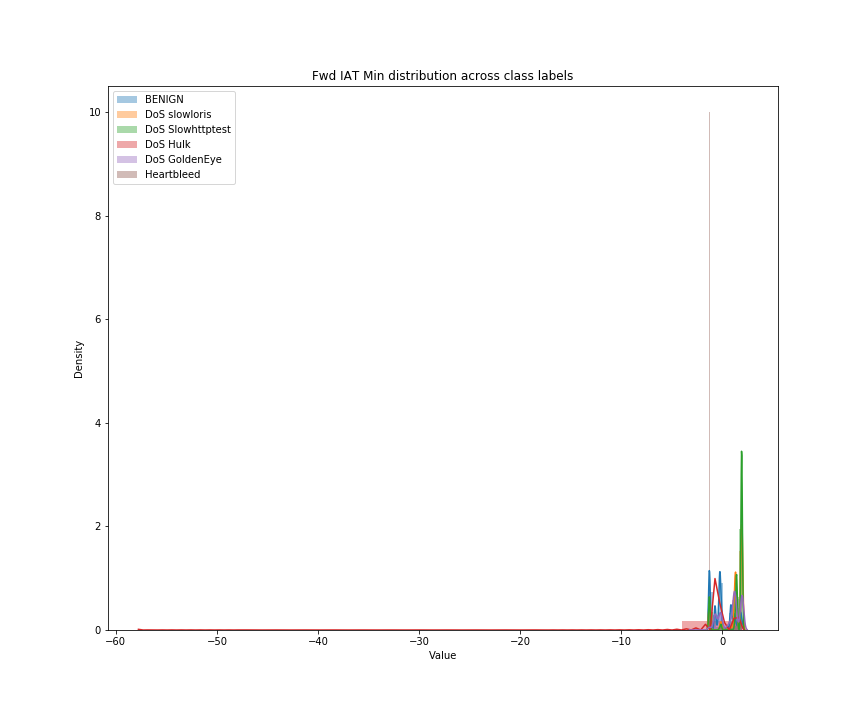 Fwd IAT Min distribution across class labels
BENIGN
DoS slowloris
DoS Slowhttptest
DoS Hulk
DoS GoldenEye
Heartbleed
10
8
6
4
2
0
Density
−60
−50
−40
−30
−20
−10
0
Value